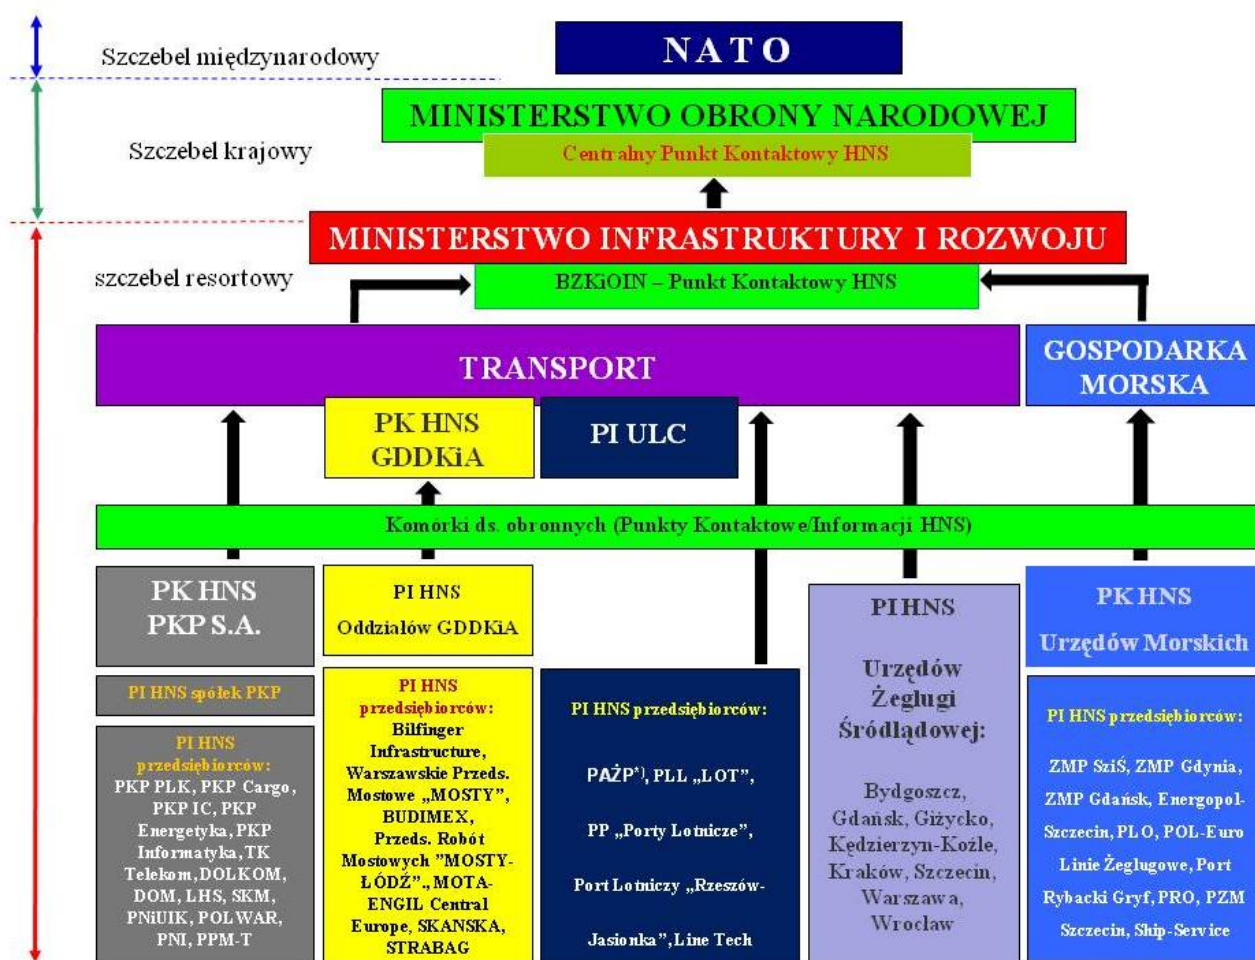 Szczebel międzynarodowy
NATO
MINISTERSTWO OBRONY NARODOWEJ
Szczebel krajowy
Centralny Punkt Kontaktowy HNS
MINISTERSTWO INFRASTRUKTURY I ROZWOJU
szczebel resortowy
BZKiOIN – Punkt Kontaktowy HNS
TRANSPORT
GOSPODARKA
MORSKA
PK HNS
GDDKiA
PI ULC
Komórki ds. obronnych (Punkty Kontaktowe/Informacji HNS)
PK HNS
PKP S.A.
PI HNS spółek PKP
PI HNS
przedsiębiorców:
PKP PLK, PKP Cargo,
PKP IC, PKP
Energetyka, PKP
Informatyka, TK
Telekom, DOLKOM,
DOM, LHS, SKM,
PNiUIK, POLWAR,
PNI, PPM-T
PI HNS
Oddziałów GDDKiA
PI HNS
przedsiębiorców:
Bilfinger
Infrastructure,
Warszawskie Przeds.
Mostowe „MOSTY”,
BUDIMEX,
Przeds. Robót
Mostowych ”MOSTY-
ŁÓDŹ”., MOTA-
ENGIL Central
Europe, SKANSKA,
STRABAG
PI HNS przedsiębiorców:
PAŻP*), PLL „LOT”,
PP „Porty Lotnicze”,
Port Lotniczy „Rzeszów-
Jasionka”, Line Tech
PI HNS
Urzędów
Żeglugi
Śródlądowej:
Bydgoszcz,
Gdańsk, Giżycko,
Kędzierzyn-Koźle,
Kraków, Szczecin,
Warszawa,
Wrocław
PK HNS
Urzędów Morskich
PI HNS przedsiębiorców:
ZMP SziŚ, ZMP Gdynia,
ZMP Gdańsk, Energopol-
Szczecin, PLO, POL-Euro
Linie Żeglugowe, Port
Rybacki Gryf, PRO, PZM
Szczecin, Ship-Service